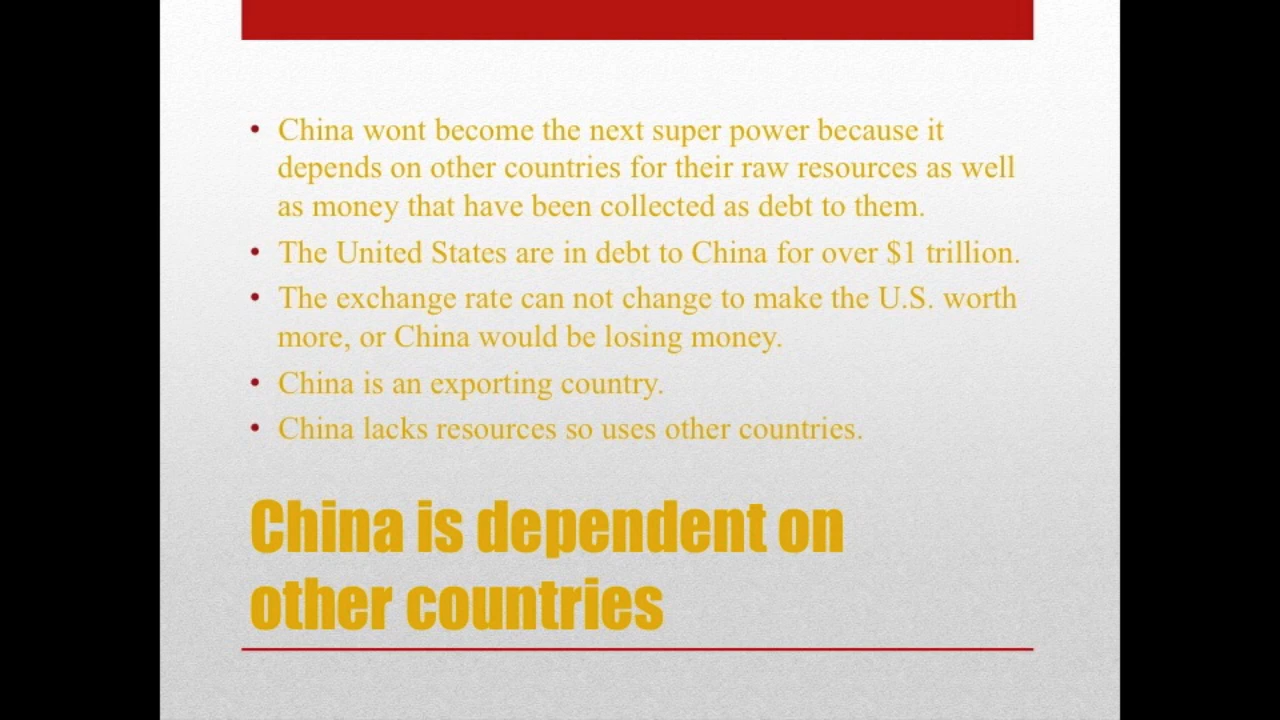 • China wont become the next super power because it
depends on other countries for their raw resources as well
as money that have been collected as debt to them.
• The United States are in debt to China for over $1 trillion.
• The exchange rate can not change to make the U.S. worth
more, or China would be losing money.
• China is an exporting country.
• China lacks resources so uses other countries.
China is dependent on
other countries